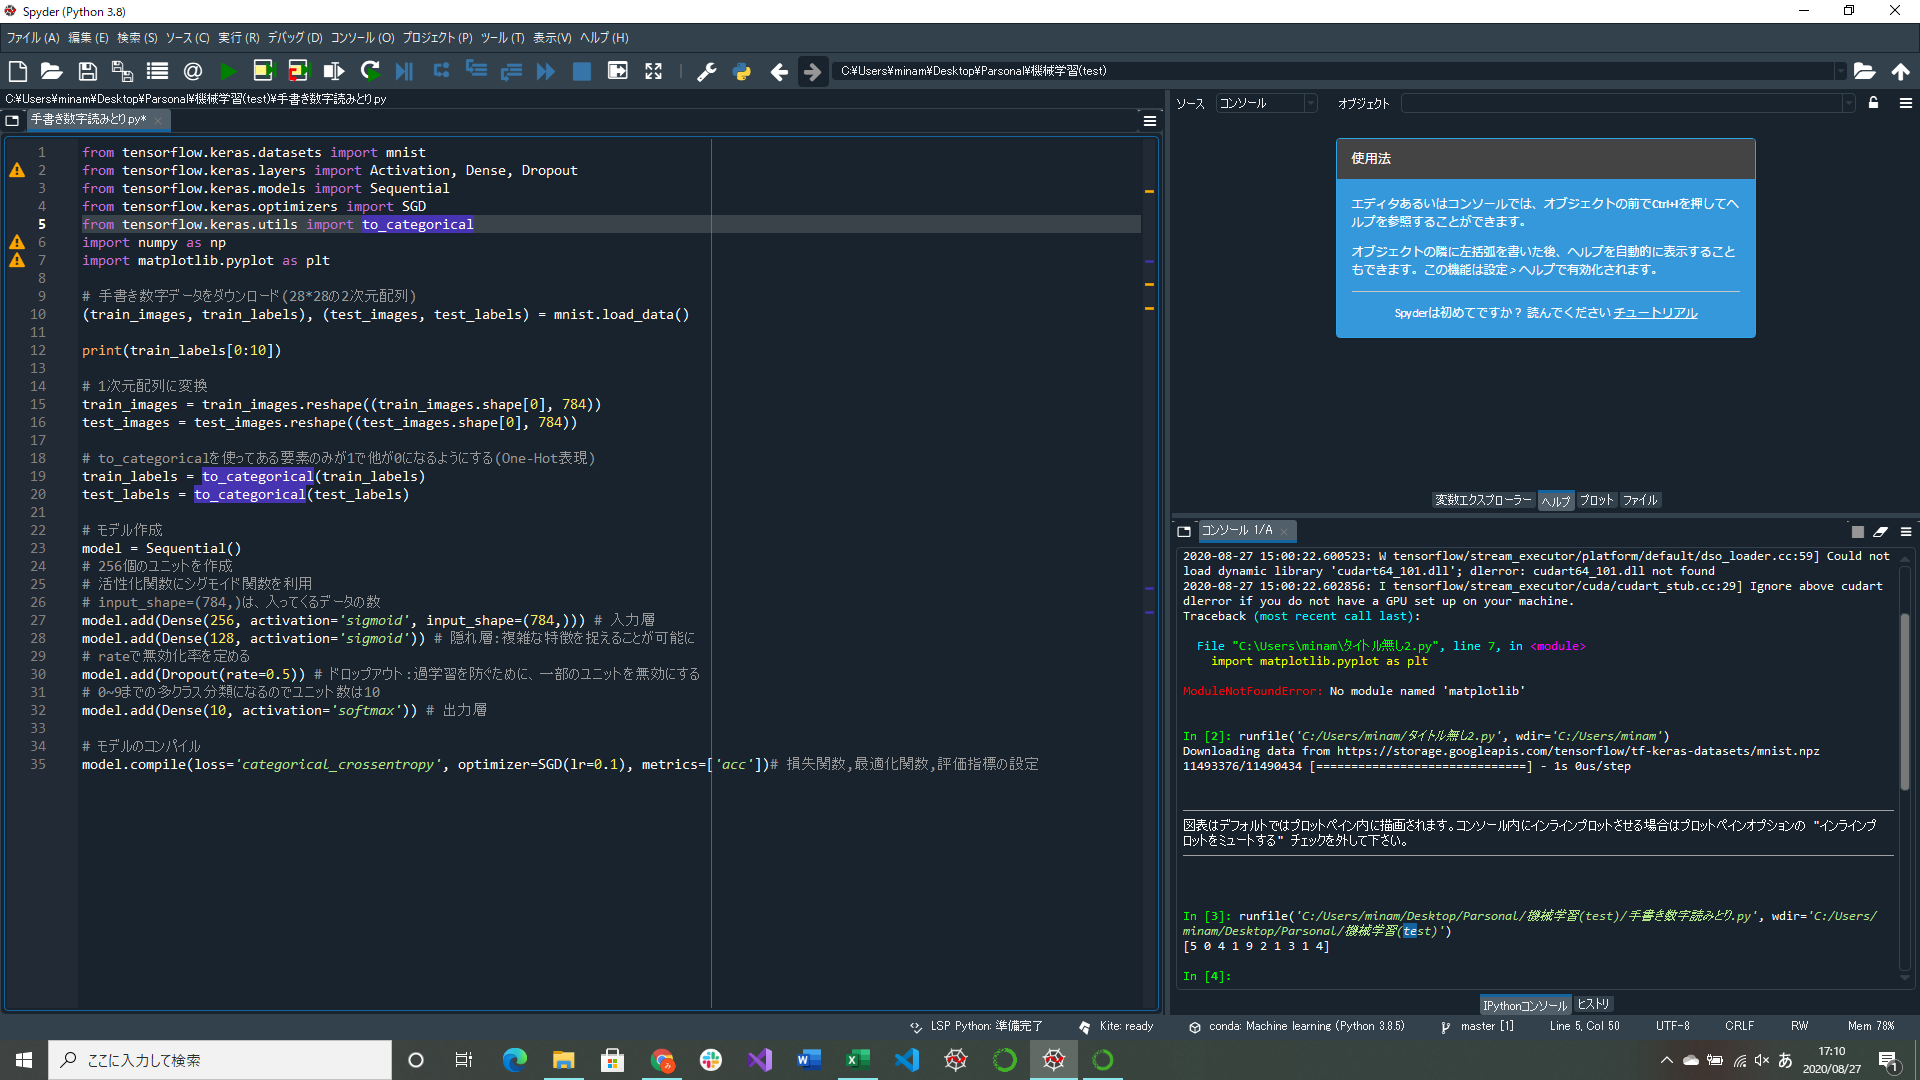 Spyder (Python 3.8)
ファイル (A) 編集 (E) 検索 (S) ソース (C) 実行 (R) デバッグ (D) コンソール (O) プロジェクト (P) ツール (T) 表示(V) ヘルプ (H)
C:¥Users¥minam¥Desktop¥Parsonal¥機械学習(test)
C:¥Users¥minam¥Desktop¥Parsonal¥機械学習(test)¥手書き数字読みとり.py
手書き数字読みとり.py*
1 from tensorflow.keras.datasets import mnist
2 from tensorflow.keras.layers import Activation, Dense, Dropout
3 from tensorflow.keras.models import Sequential
4 from tensorflow.keras.optimizers import SGD
5 from tensorflow.keras.utils import to_categorical
6 import numpy as np
7 import matplotlib.pyplot as plt
8
9 # 手書き数字データをダウンロード(28*28の2次元配列)
10 (train_images, train_labels), (test_images, test_labels) = mnist.load_data()
11
12 print(train_labels[0:10])
13
14 # 1次元配列に変換
15 train_images = train_images.reshape((train_images.shape[0], 784))
16 test_images = test_images.reshape((test_images.shape[0], 784))
17
18 # to_categoricalを使ってある要素のみが1で他が0になるようにする(One-Hot表現)
19 train_labels = to_categorical(train_labels)
20 test_labels = to_categorical(test_labels)
21
22 # モデル作成
23 model = Sequential()
24 # 256個のユニットを作成
25 # 活性化関数にシグモイド関数を利用
26 # input_shape=(784,)は、入ってくるデータの数
27 model.add(Dense(256, activation='sigmoid', input_shape=(784,))) # 入力層
28 model.add(Dense(128, activation='sigmoid')) # 隠れ層:複雑な特徴を捉えることが可能に
29 # rateで無効化率を定める
30 model.add(Dropout(rate=0.5)) # ドロップアウト:過学習を防ぐために、一部のユニットを無効にする
31 # 0~9までの多クラス分類になるのでユニット数は10
32 model.add(Dense(10, activation='softmax')) # 出力層
33
34 # モデルのコンパイル
35 model.compile(loss='categorical_crossentropy', optimizer=SGD(lr=0.1), metrics=['acc'])# 損失関数,最適化関数,評価指標の設定
ソース コンソール オブジェクト
使用法
エディタあるいはコンソールでは、オブジェクトの前でCtrl+Iを押してヘ
ルプを参照することができます。
オブジェクトの隣に左括弧を書いた後、ヘルプを自動的に表示すること
もできます。この機能は設定 > ヘルプで有効化されます。
Spyderは初めてですか? 読んでください チュートリアル
変数エクスプローラー ヘルプ プロット ファイル
コンソール 1/A
2020-08-27 15:00:22.600523: W tensorflow/stream_executor/platform/default/dso_loader.cc:59] Could not
load dynamic library 'cudart64_101.dll'; dlerror: cudart64_101.dll not found
2020-08-27 15:00:22.602856: I tensorflow/stream_executor/cuda/cudart_stub.cc:29] Ignore above cudart
dlerror if you do not have a GPU set up on your machine.
Traceback (most recent call last):
File "C:\Users\minam\タイトル無し2.py", line 7, in <module>
import matplotlib.pyplot as plt
ModuleNotFoundError: No module named 'matplotlib'
In [2]: runfile('C:/Users/minam/タイトル無し2.py', wdir='C:/Users/minam')
Downloading data from https://storage.googleapis.com/tensorflow/tf-keras-datasets/mnist.npz
11493376/11490434 [==============================] - 1s 0us/step
図表はデフォルトではプロットペイン内に描画されます。コンソール内にインラインプロットさせる場合はプロットペインオプションの "インラインプ
ロットをミュートする" チェックを外して下さい。
In [3]: runfile('C:/Users/minam/Desktop/Parsonal/機械学習(test)/手書き数字読みとり.py', wdir='C:/Users/
minam/Desktop/Parsonal/機械学習(test)')
[5 0 4 1 9 2 1 3 1 4]
In [4]:
IPythonコンソール ヒストリ
LSP Python: 準備完了 Kite: ready conda: Machine learning (Python 3.8.5) master [1] Line 5, Col 50 UTF-8 CRLF RW Mem 78%
ここに入力して検索
あ 17:10
2020/08/27
1